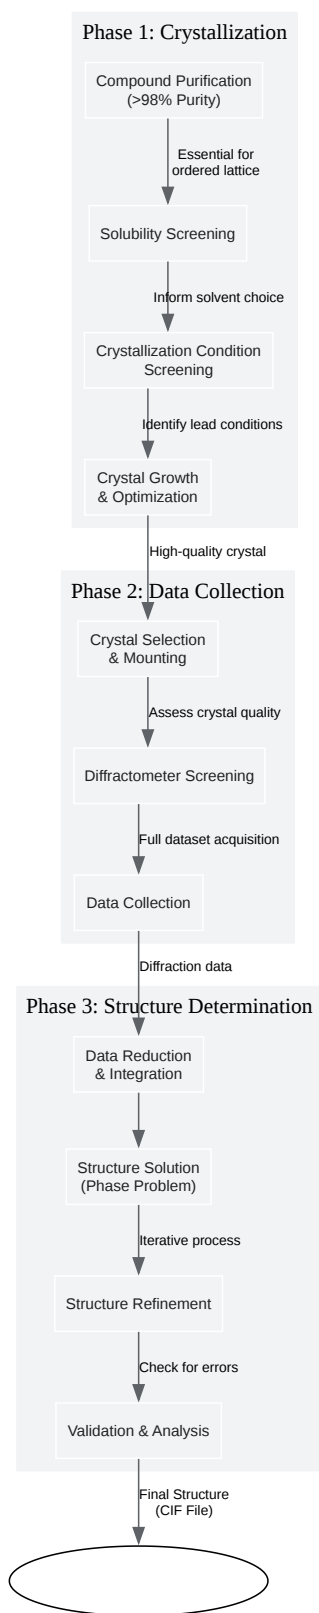 Phase 1: Crystallization
Compound Purification
(>98% Purity)
Essential for
ordered lattice
Solubility Screening
Inform solvent choice
Crystallization Condition
Screening
Identify lead conditions
Crystal Growth
& Optimization
High-quality crystal
Phase 2: Data Collection
Crystal Selection
& Mounting
Assess crystal quality
Diffractometer Screening
Full dataset acquisition
Data Collection
Diffraction data
Phase 3: Structure Determination
Data Reduction
& Integration
Structure Solution
(Phase Problem)
Iterative process
Structure Refinement
Check for errors
Validation & Analysis
Final Structure
(CIF File)